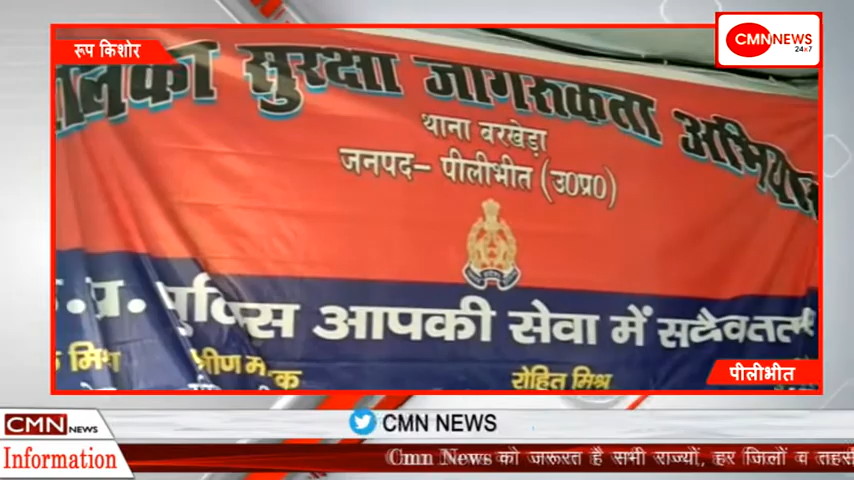 रूप किशोर
CMN NEWS
24x7
सुरक्षा जागरुकता
थाना बरखेड़ा
जनपद– पीलीभीत (उ0प्र0)
प्र. पुलिस आपकी सेवा में
मिश्र
रोहित मिश्र
पीलीभीत
CMN NEWS
CMN NEWS
Information
Cmn News को जरूरत है सभी राज्यों, हर जिलों व तहसी